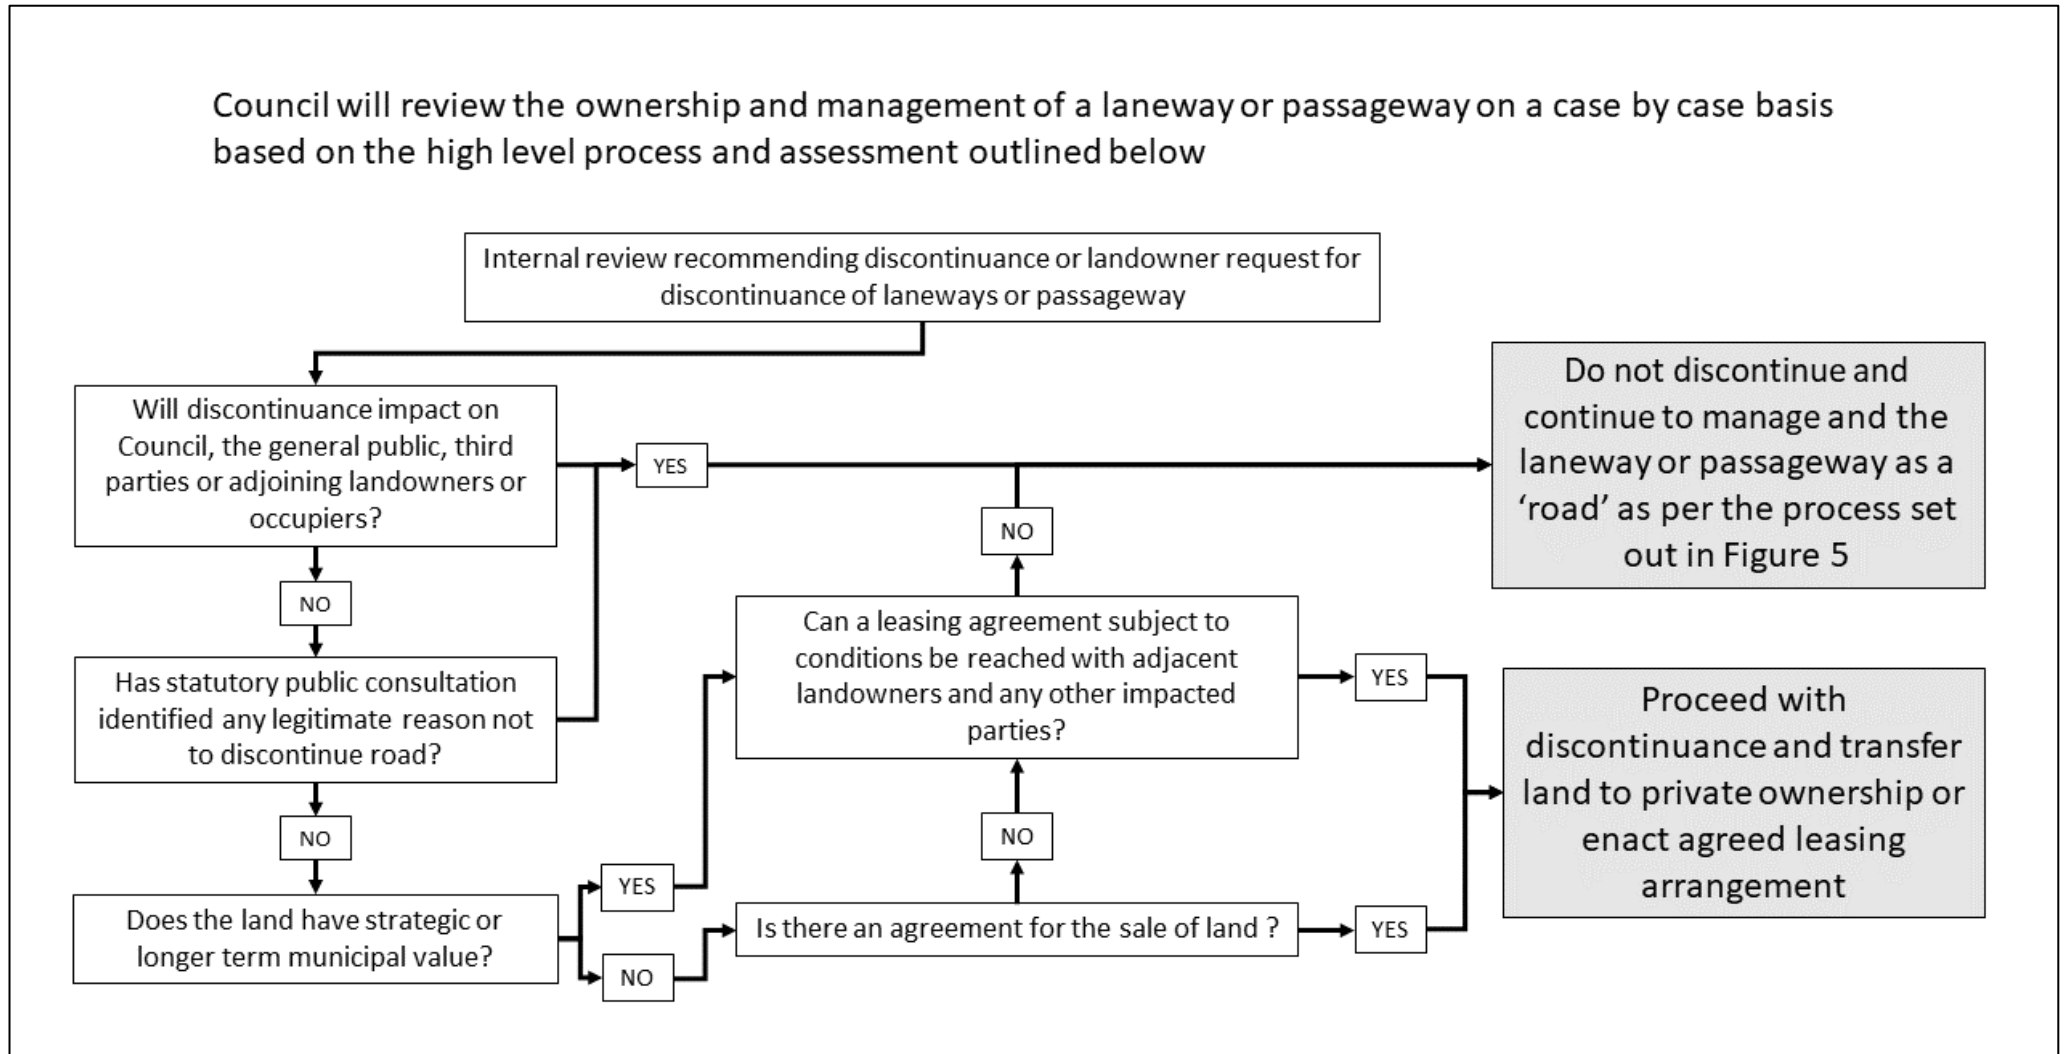 Council will review the ownership and management of a laneway or passageway on a case by case basis
based on the high level process and assessment outlined below
Internal review recommending discontinuance or landowner request for
discontinuance of laneways or passageway
Will discontinuance impact on
Council, the general public, third
parties or adjoining landowners or
occupiers?
YES
Do not discontinue and
continue to manage and the
laneway or passageway as a
‘road’ as per the process set
out in Figure 5
NO
NO
Has statutory public consultation
identified any legitimate reason not
to discontinue road?
Can a leasing agreement subject to
conditions be reached with adjacent
landowners and any other impacted
parties?
YES
Proceed with
discontinuance and transfer
land to private ownership or
enact agreed leasing
arrangement
NO
NO
Does the land have strategic or
longer term municipal value?
YES
NO
Is there an agreement for the sale of land ?
YES